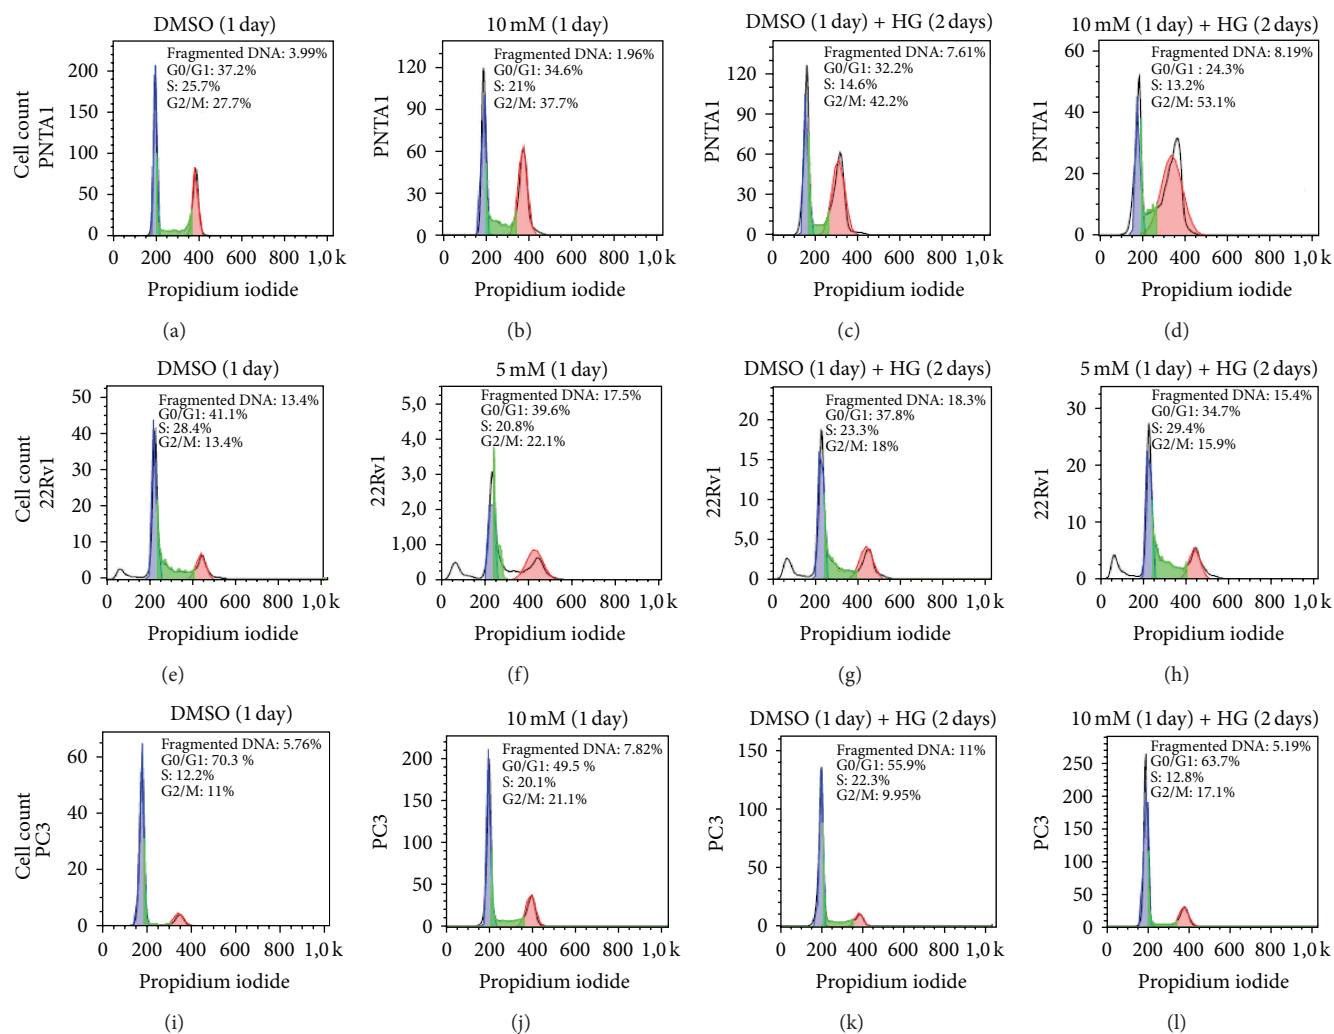 DMSO (1 day)
10 mM (1 day)
DMSO (1 day) + HG (2 days)
10 mM (1 day) + HG (2 days)
Cell count
PNTA1
200
150
100
50
0
Fragmented DNA: 3.99%
G0/G1: 37.2%
S: 25.7%
G2/M: 27.7%
0 200 400 600 1,0 k
Propidium iodide
(a)
PNTA1
120
90
60
30
0
Fragmented DNA: 1.96%
G0/G1: 34.6%
S: 21%
G2/M: 37.7%
0 200 400 600 1,0 k
Propidium iodide
(b)
PNTA1
120
90
60
30
0
Fragmented DNA: 7.61%
G0/G1: 32.2%
S: 14.6%
G2/M: 42.2%
0 200 400 600 800 1,0 k
Propidium iodide
(c)
PNTA1
60
40
20
0
Fragmented DNA: 8.19%
G0/G1 : 24.3%
S: 13.2%
G2/M: 53.1%
0 200 400 600 800 1,0 k
Propidium iodide
(d)
DMSO (1 day)
5 mM (1 day)
DMSO (1 day) + HG (2 days)
5 mM (1 day) + HG (2 days)
Cell count
22Rv1
50
40
30
20
10
0
Fragmented DNA: 13.4%
G0/G1: 41.1%
S: 28.4%
G2/M: 13.4%
0 200 400 600 800 1,0 k
Propidium iodide
(e)
22Rv1
5,0
4,0
3,0
2,0
1,00
0
Fragmented DNA: 17.5%
G0/G1: 39.6%
S: 20.8%
G2/M: 22.1%
0 200 400 600 800 1,0 k
Propidium iodide
(f)
22Rv1
20
15
10
5,0
0
Fragmented DNA: 18.3%
G0/G1: 37.8%
S: 23.3%
G2/M: 18%
0 200 400 600 800 1,0 k
Propidium iodide
(g)
22Rv1
30
20
10
0
Fragmented DNA: 15.4%
G0/G1: 34.7%
S: 29.4%
G2/M: 15.9%
0 200 400 600 800 1,0 k
Propidium iodide
(h)
DMSO (1 day)
10 mM (1 day)
DMSO (1 day) + HG (2 days)
10 mM (1 day) + HG (2 days)
Cell count
PC3
60
40
20
0
Fragmented DNA: 5.76%
G0/G1: 70.3 %
S: 12.2%
G2/M: 11%
0 200 400 600 800 1,0 k
Propidium iodide
(i)
PC3
200
150
100
50
0
Fragmented DNA: 7.82%
G0/G1: 49.5 %
S: 20.1%
G2/M: 21.1%
0 200 400 600 800 1,0 k
Propidium iodide
(j)
PC3
150
100
50
0
Fragmented DNA: 11%
G0/G1: 55.9%
S: 22.3%
G2/M: 9.95%
0 200 400 600 800 1,0 k
Propidium iodide
(k)
PC3
250
200
150
100
50
0
Fragmented DNA: 5.19%
G0/G1: 63.7%
S: 12.8%
G2/M: 17.1%
0 200 400 600 800 1,0 k
Propidium iodide
(l)